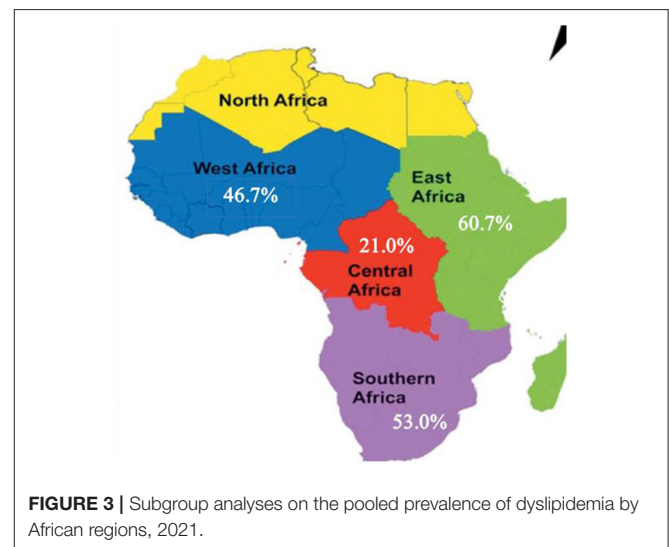 North Africa
West Africa
46.7%
East
Africa
60.7%
21.0%
Central
Africa
Southern
Africa
53.0%
FIGURE 3 | Subgroup analyses on the pooled prevalence of dyslipidemia by
African regions, 2021.